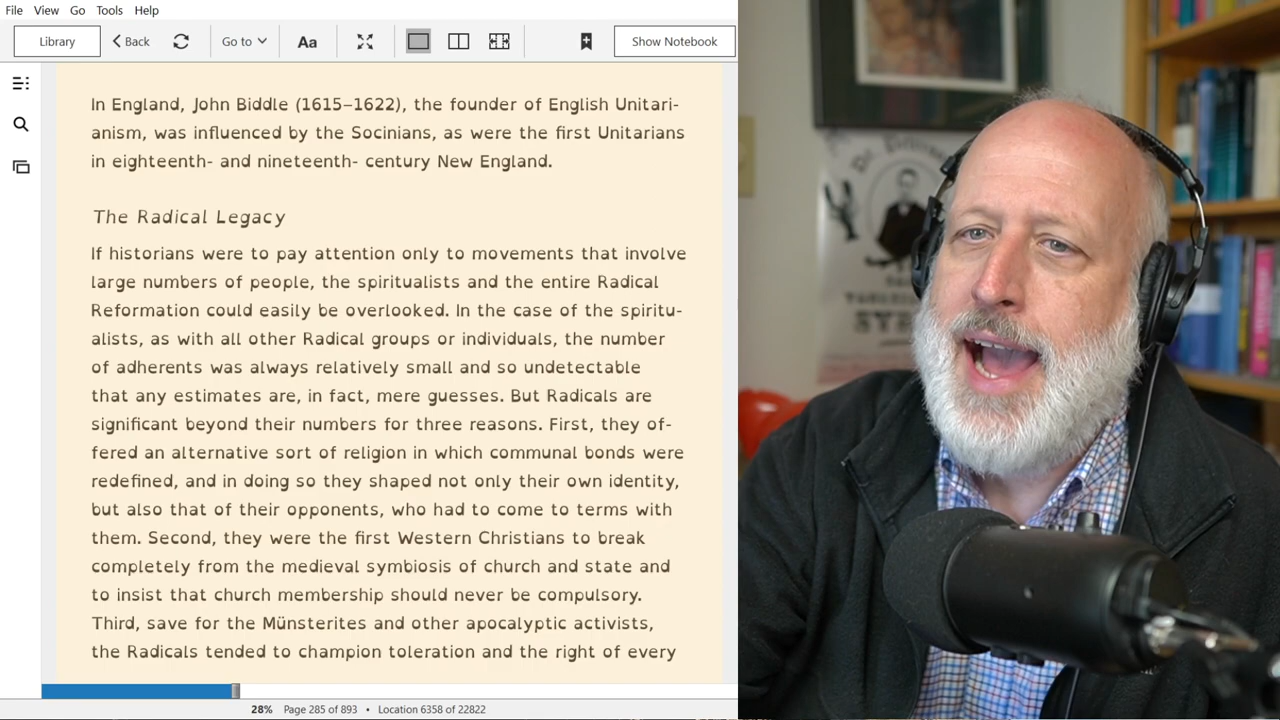 File View Go Tools Help
Library Back Go to Aa Show Notebook
In England, John Biddle (1615–1622), the founder of English Unitari-
anism, was influenced by the Socinians, as were the first Unitarians
in eighteenth- and nineteenth- century New England.
The Radical Legacy
If historians were to pay attention only to movements that involve
large numbers of people, the spiritualists and the entire Radical
Reformation could easily be overlooked. In the case of the spiritu-
alists, as with all other Radical groups or individuals, the number
of adherents was always relatively small and so undetectable
that any estimates are, in fact, mere guesses. But Radicals are
significant beyond their numbers for three reasons. First, they of-
fered an alternative sort of religion in which communal bonds were
redefined, and in doing so they shaped not only their own identity,
but also that of their opponents, who had to come to terms with
them. Second, they were the first Western Christians to break
completely from the medieval symbiosis of church and state and
to insist that church membership should never be compulsory.
Third, save for the Münsterites and other apocalyptic activists,
the Radicals tended to champion toleration and the right of every
28% Page 285 of 893 • Location 6358 of 22822